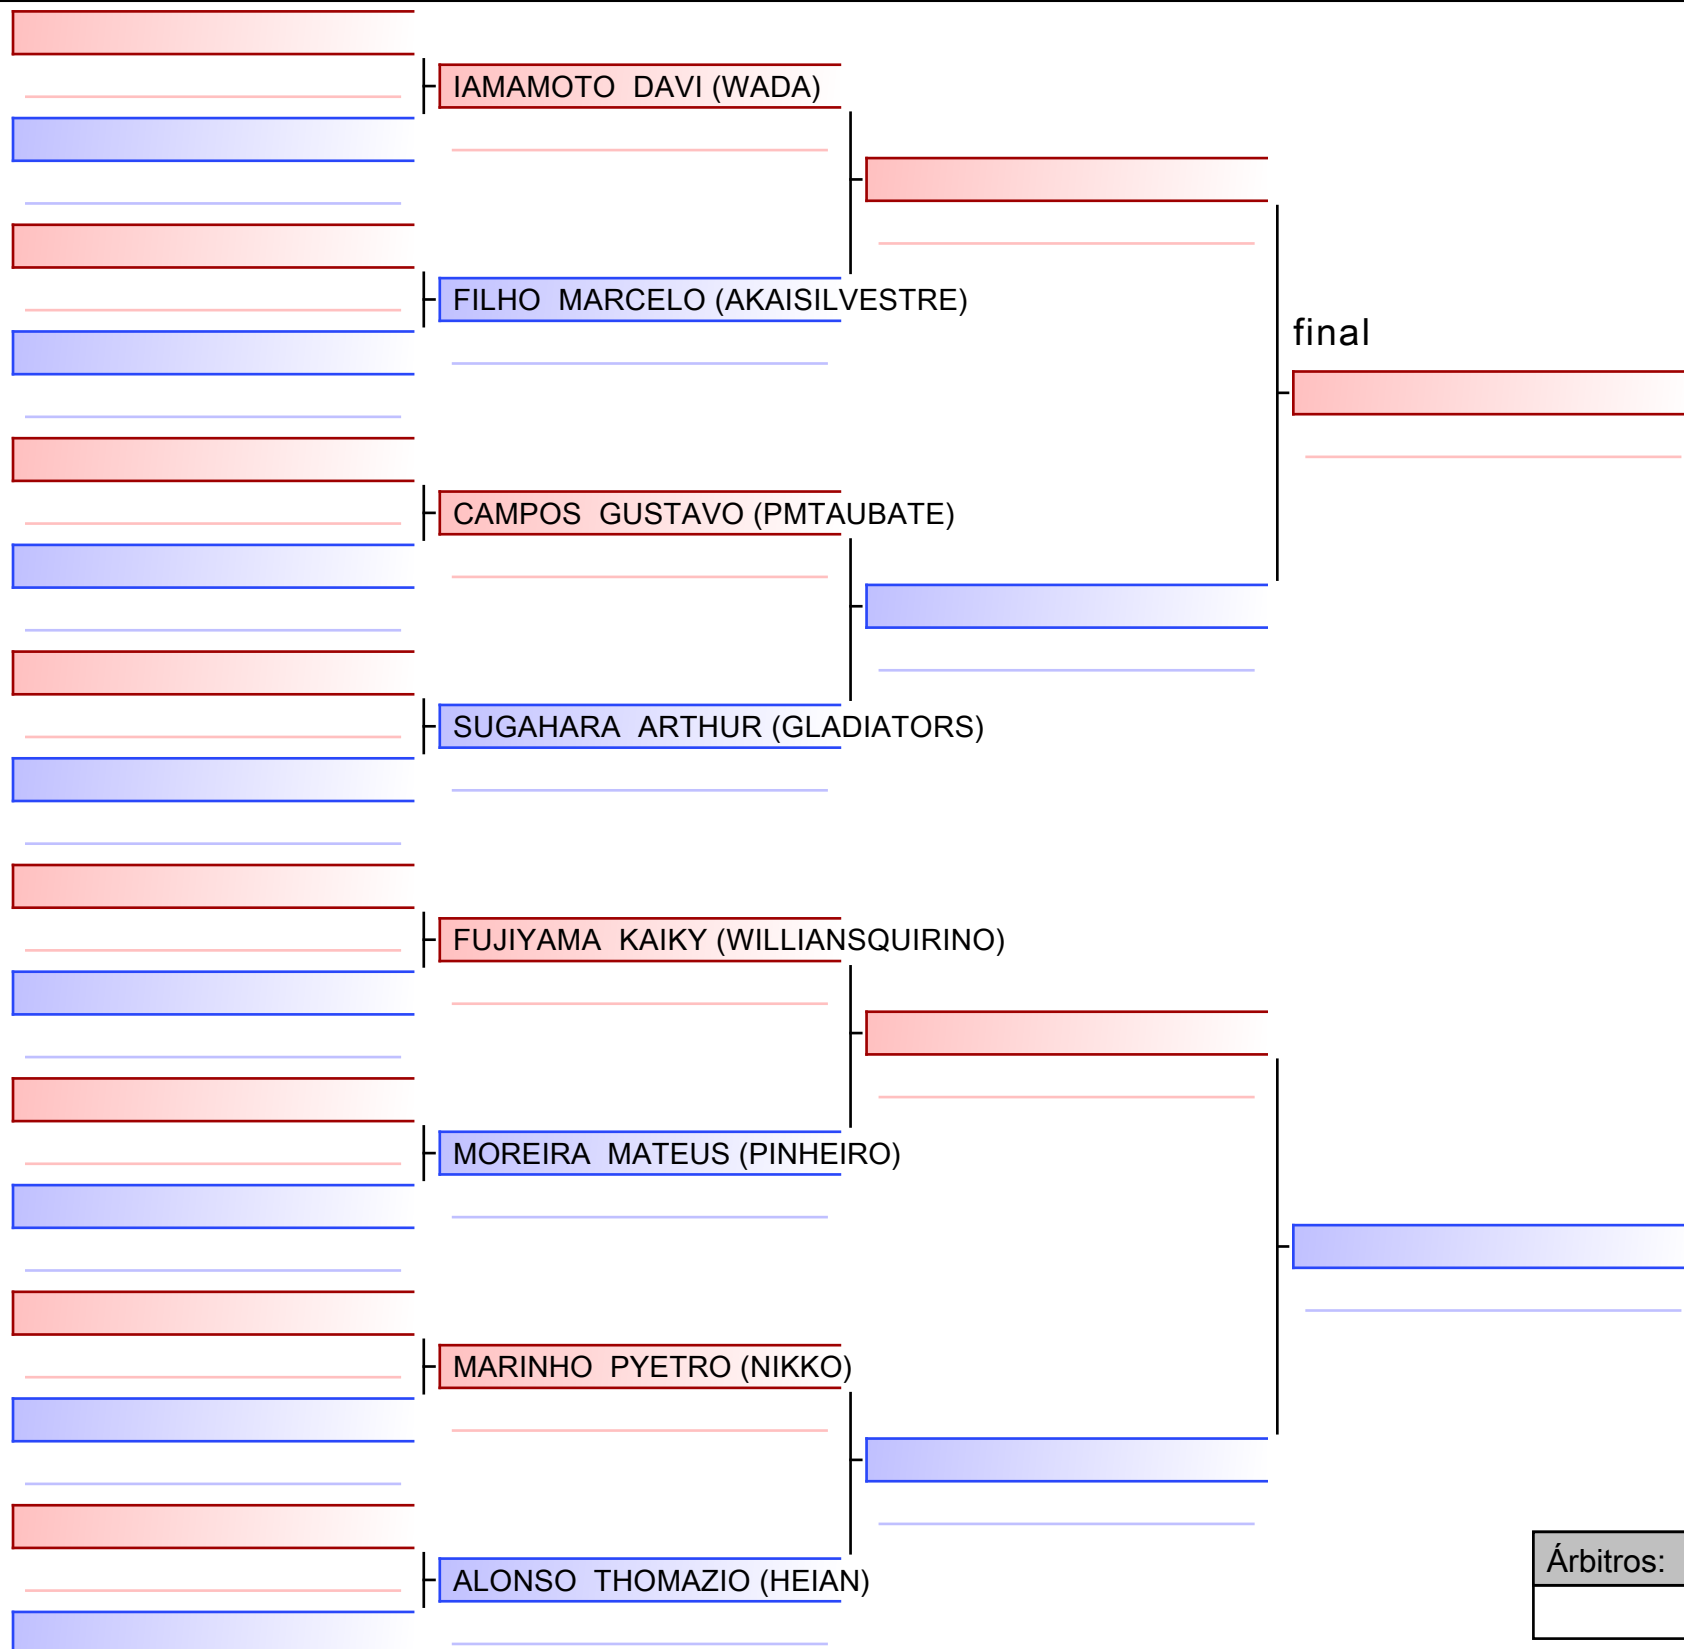 IAMAMOTO  DAVI (WADA)
FILHO  MARCELO (AKAISILVESTRE)
final
CAMPOS  GUSTAVO (PMTAUBATE)
SUGAHARA  ARTHUR (GLADIATORS)
FUJIYAMA  KAIKY (WILLIANSQUIRINO)
MOREIRA  MATEUS (PINHEIRO)
MARINHO  PYETRO (NIKKO)
ALONSO  THOMAZIO (HEIAN)
Árbitros: